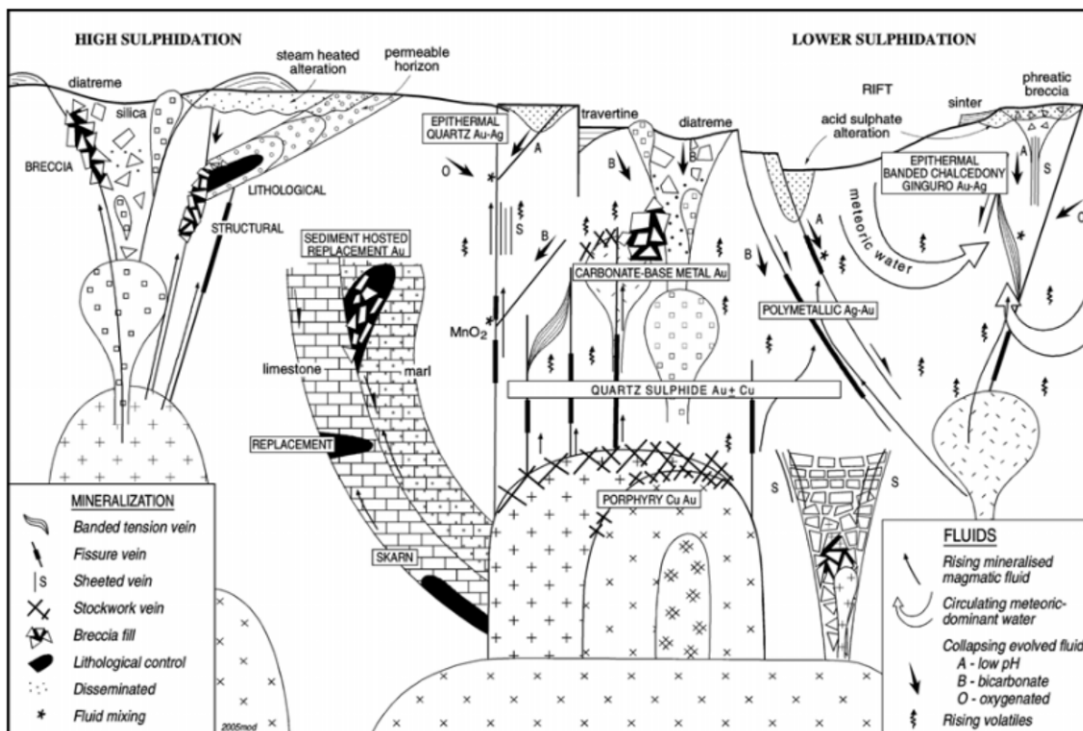 HIGH SULPHIDATION
LOWER SULPHIDATION
diatreme
silica
steam heated
alteration
permeable
horizon
BRECCIA
LITHOLOGICAL
STRUCTURAL
EPITHERMAL
QUARTZ Au-Ag
travertine
diatreme
RIFT
sinter
phreatic
breccia
acid sulphate
alteration
EPITHERMAL
BANDED CHALCEDONY
GINGURO Au-Ag
A
O
S
B
B
B
A
S
O
A
B
meteoric
water
SEDIMENT HOSTED
REPLACEMENT Au
CARBONATE-BASE METAL Au
POLYMETALLIC Ag-Au
MnO2
limestone
marl
QUARTZ SULPHIDE Au ± Cu
REPLACEMENT
PORPHYRY Cu Au
S
S
SKARN
MINERALIZATION
Banded tension vein
Fissure vein
S Sheeted vein
Stockwork vein
Breccia fill
Lithological control
Disseminated
Fluid mixing
2005mod
FLUIDS
Rising mineralised
magmatic fluid
Circulating meteoric-
dominant water
Collapsing evolved fluid
A - low pH
B - bicarbonate
O - oxygenated
Rising volatiles